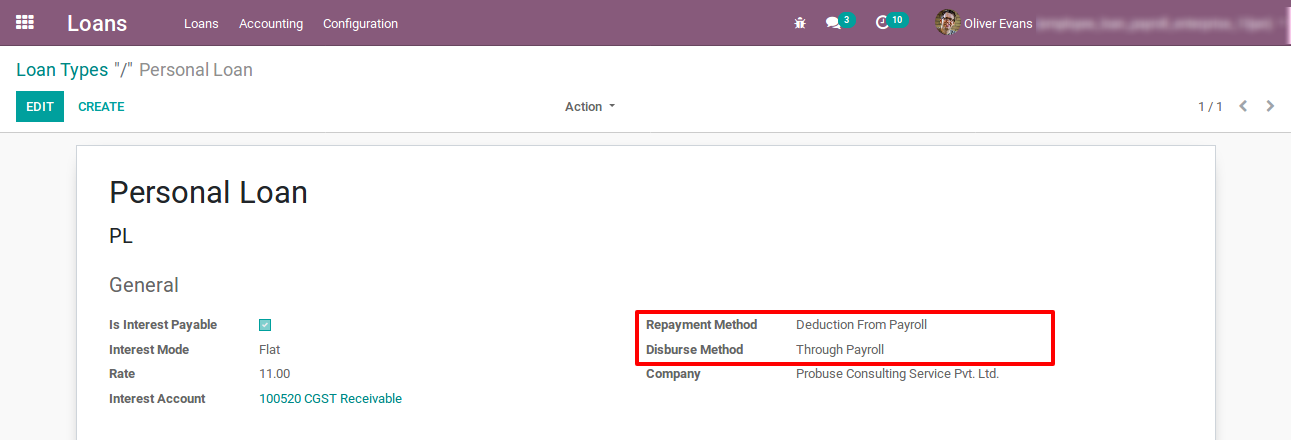 Loans Loans Accounting Configuration 3 10 Oliver Evans
Loan Types "/" Personal Loan
EDIT CREATE Action 1 / 1
Personal Loan
PL
General
Is Interest Payable Repayment Method Deduction From Payroll
Interest Mode Flat Disburse Method Through Payroll
Rate 11.00 Company Probuse Consulting Service Pvt. Ltd.
Interest Account 100520 CGST Receivable